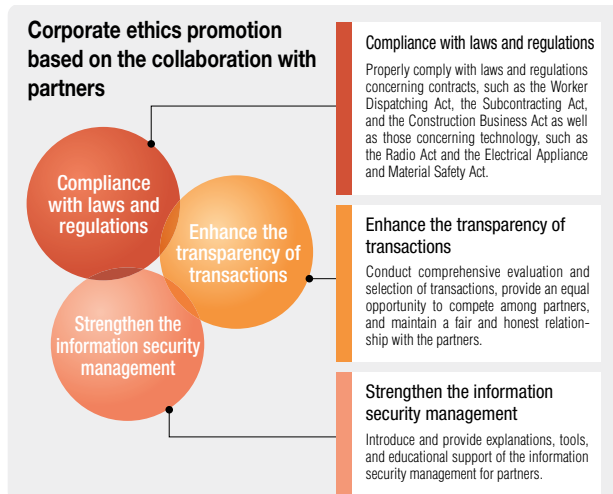 Corporate ethics promotion
based on the collaboration with
partners
Compliance
with laws and
regulations
Enhance the
transparency of
transactions
Strengthen the
information security
management
Compliance with laws and regulations
Properly comply with laws and regulations
concerning contracts, such as the Worker
Dispatching Act, the Subcontracting Act,
and the Construction Business Act as well
as those concerning technology, such as
the Radio Act and the Electrical Appliance
and Material Safety Act.
Enhance the transparency of
transactions
Conduct comprehensive evaluation and
selection of transactions, provide an equal
opportunity to compete among partners,
and maintain a fair and honest relation-
ship with the partners.
Strengthen the information
security management
Introduce and provide explanations, tools,
and educational support of the information
security management for partners.